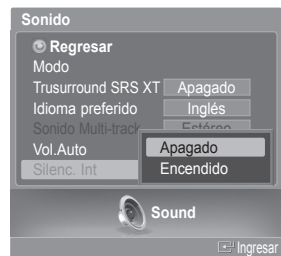 Sonido
Regresar
Modo
Trusurround SRS XT Apagado
Idioma preferido Inglés
Sonido Multi-track Estéreo
Vol.Auto Apagado
Silenc. Int Encendido
Sound
Ingresar